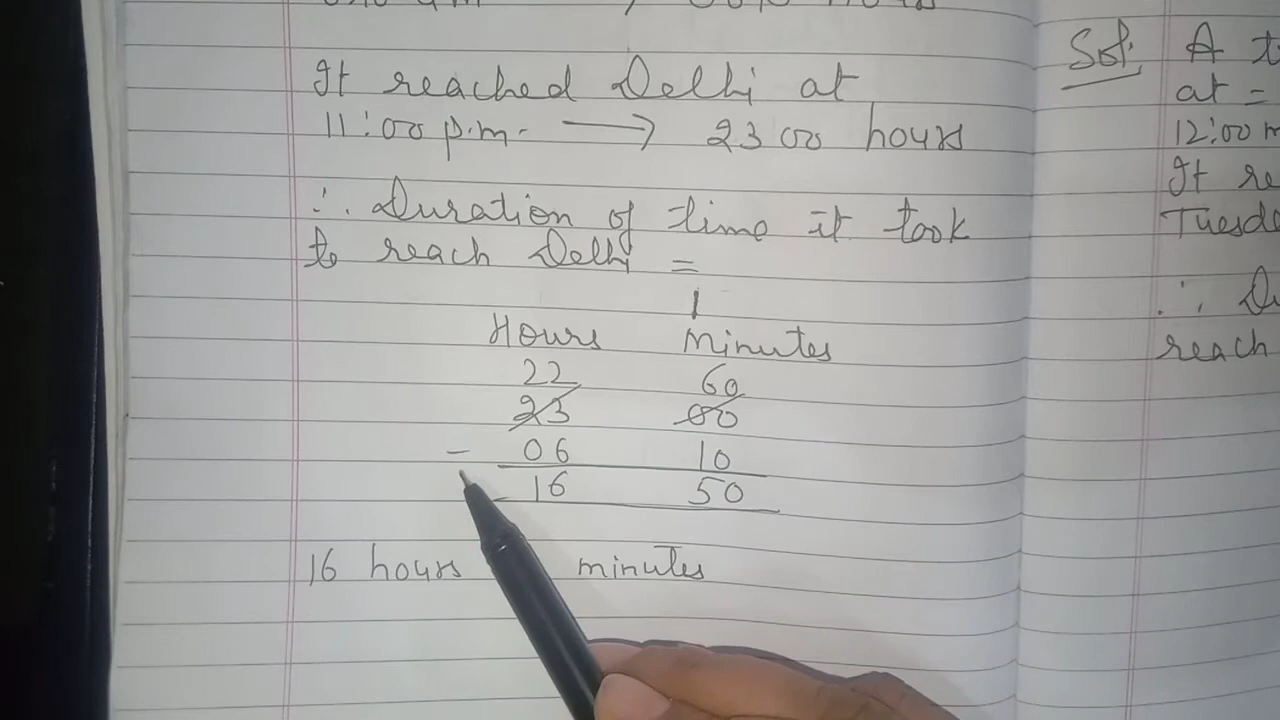 It reached Delhi at
11:00 p.m. → 23 00 hours
∴ Duration of time it took
to reach Delhi =
1
Hours Minutes
22 60
23 00
- 06 10
16 50
16 hours minutes
Sol. A t
at =
12:00 m
It re
Tuesda
∴ Du
reach